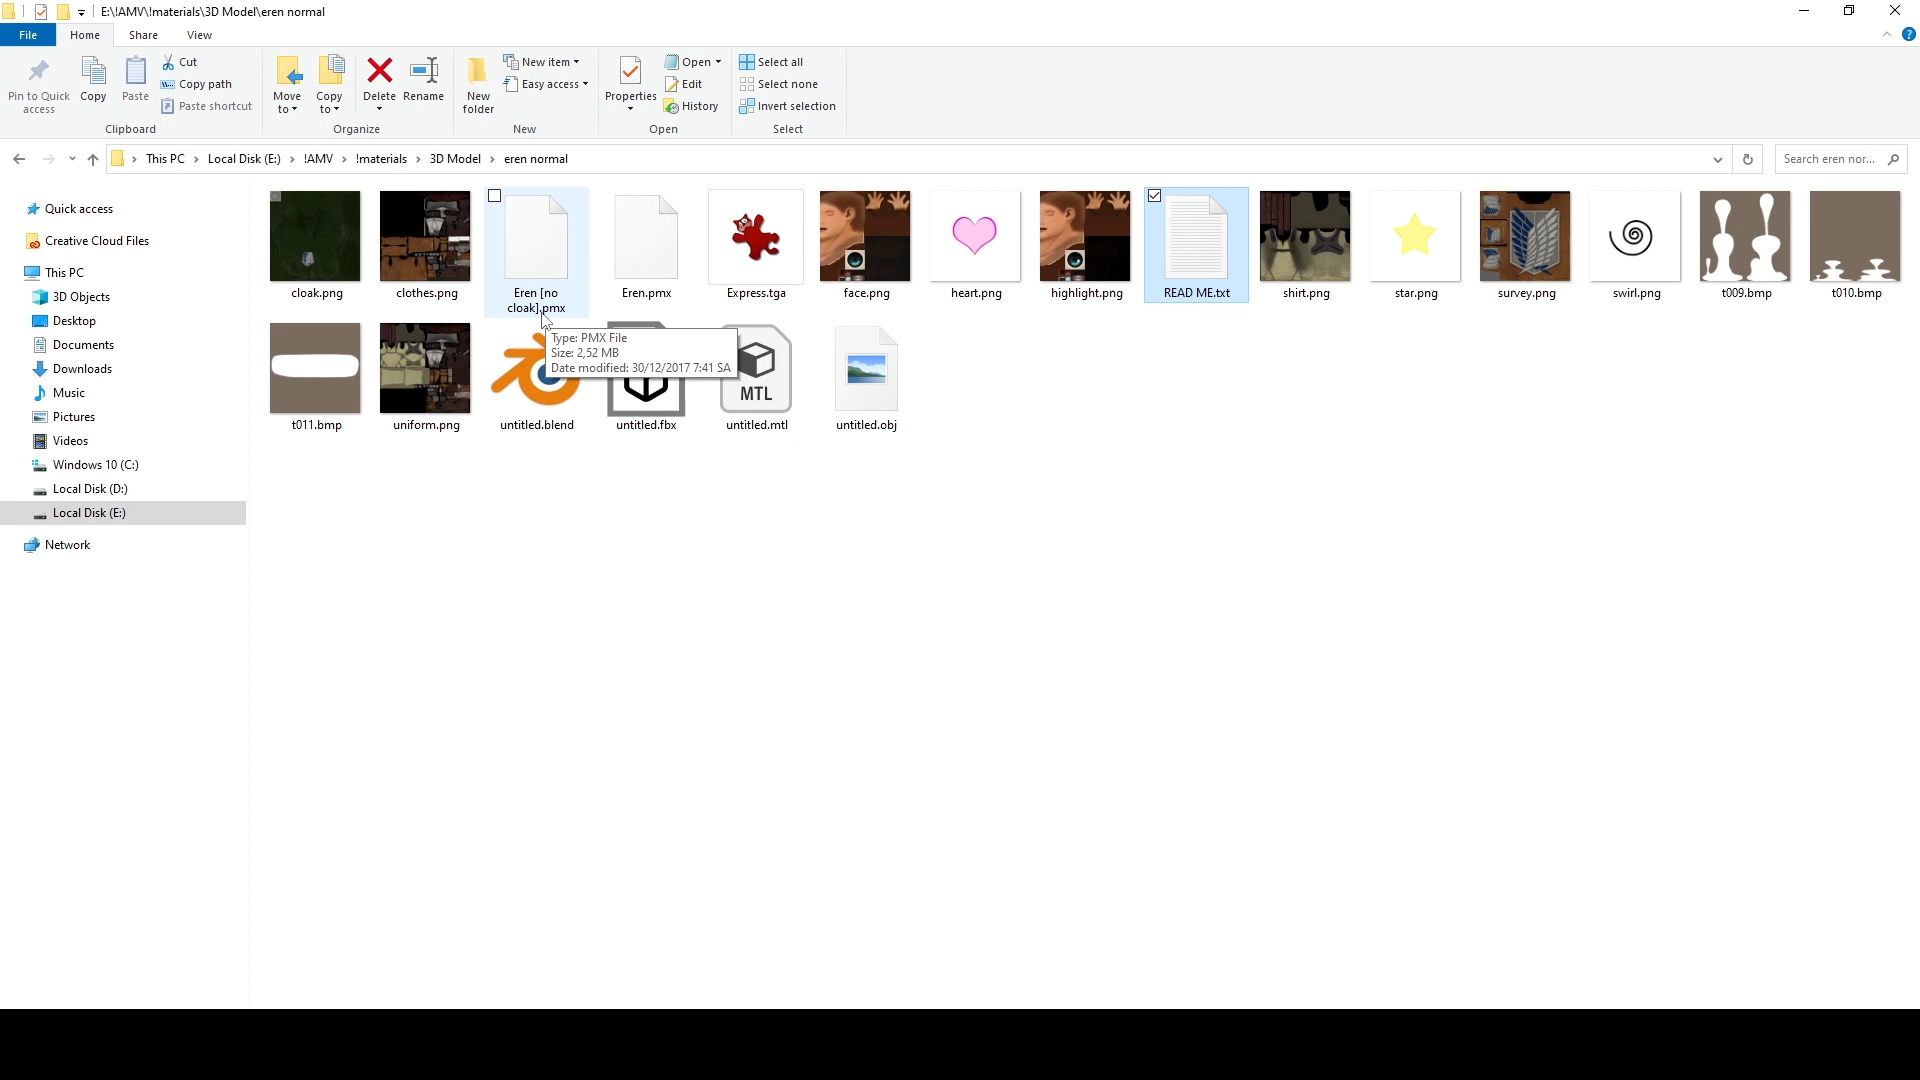 E:\!AMV\!materials\3D Model\eren normal
File Home Share View
Pin to Quick access
Copy
Paste
Cut
Copy path
Paste shortcut
Clipboard
Move to
Copy to
Delete
Rename
Organize
New folder
New item
Easy access
New
Properties
Open
Edit
History
Open
Select all
Select none
Invert selection
Select
This PC > Local Disk (E:) > !AMV > !materials > 3D Model > eren normal
Search eren nor...
Quick access
Creative Cloud Files
This PC
3D Objects
Desktop
Documents
Downloads
Music
Pictures
Videos
Windows 10 (C:)
Local Disk (D:)
Local Disk (E:)
Network
cloak.png
clothes.png
Eren [no
cloak].pmx
Eren.pmx
Express.tga
face.png
heart.png
highlight.png
READ ME.txt
shirt.png
star.png
survey.png
swirl.png
t009.bmp
t010.bmp
Type: PMX File
Size: 2,52 MB
Date modified: 30/12/2017 7:41 SA
MTL
t011.bmp
uniform.png
untitled.blend
untitled.fbx
untitled.mtl
untitled.obj